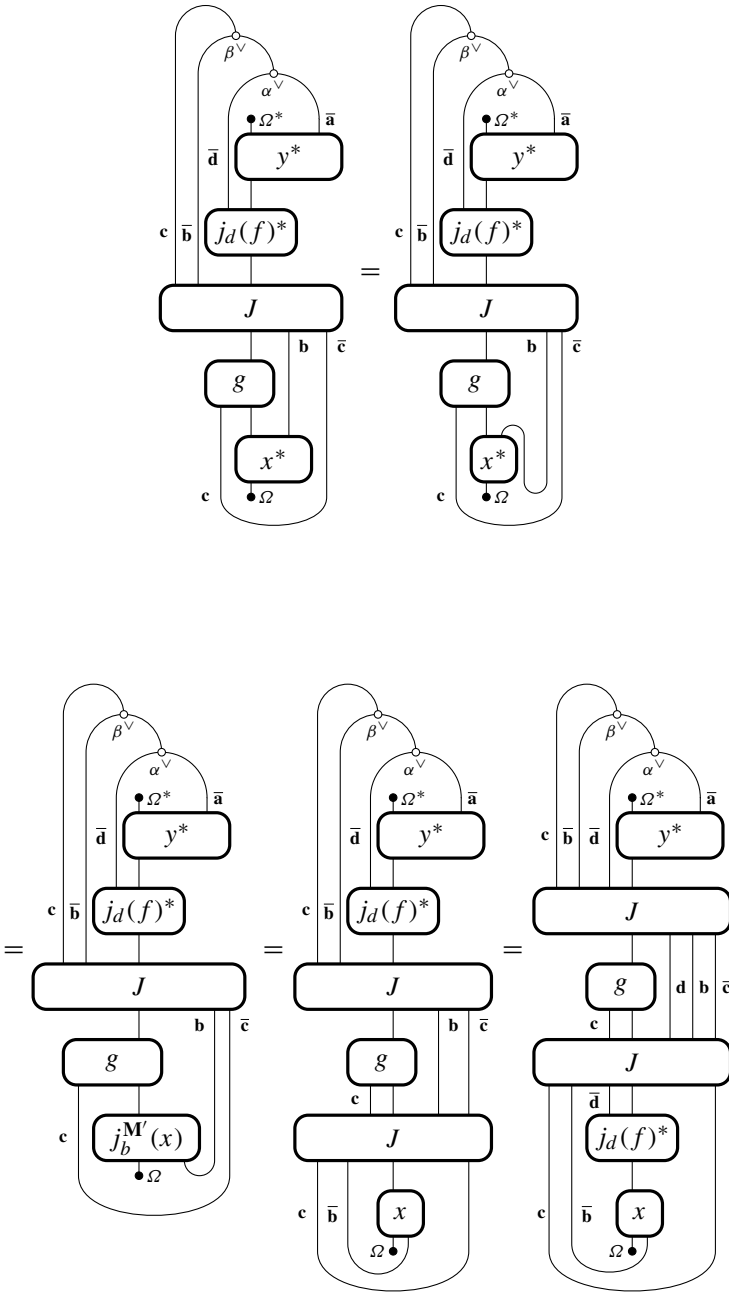 β∨ β∨
α∨ α∨
Ω* a̅ Ω* a̅
d̅ y* d̅ y*
c b̅ j_d(f)* c b̅ j_d(f)*
=
J J
b c̅ b c̅
g g
x* x*
c Ω c Ω
β∨ β∨ β∨
α∨ α∨ α∨
Ω* a̅ Ω* a̅ Ω* a̅
d̅ y* d̅ y* c b̅ d̅ y*
c b̅ j_d(f)* c b̅ j_d(f)* J
= = =
J J g d b c̅
b c̅ b c̅ c
g g J
c d̅
c j_b^M′(x) J j_d(f)*
Ω c b̅ x c b̅ x
Ω Ω